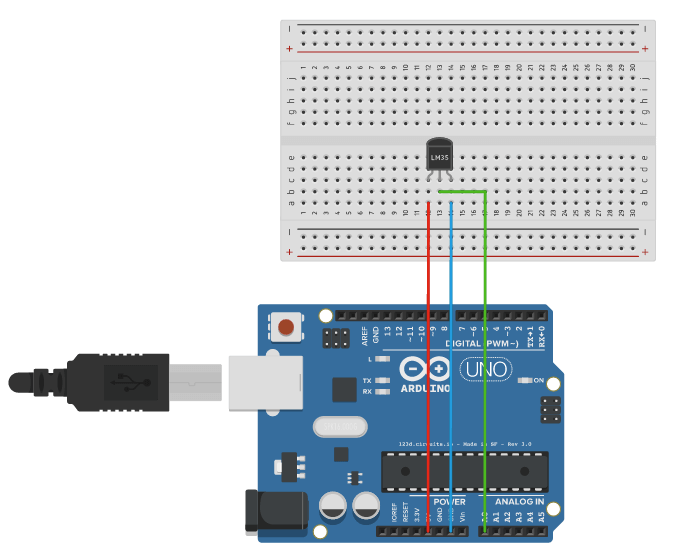 − −
+ +
1 2 3 4 5 6 7 8 9 10 11 12 13 14 15 16 17 18 19 20 21 22 23 24 25 26 27 28 29 30
j j
i i
h h
g g
f f
LM35
e e
d d
c c
b b
a a
1 2 3 4 5 6 7 8 9 10 11 12 13 14 15 16 17 18 19 20 21 22 23 24 25 26 27 28 29 30
− −
+ +
AREF GND 13 12 ~11 ~10 ~9 8 7 ~6 ~5 4 ~3 2 TX→1 RX←0
DIGITAL (PWM~)
L
UNO
TX
RX
ARDUINO
ON
123d.circuits.io - Made in SF - Rev 3.0
POWER ANALOG IN
IOREF RESET 3.3V 5V GND GND Vin A0 A1 A2 A3 A4 A5